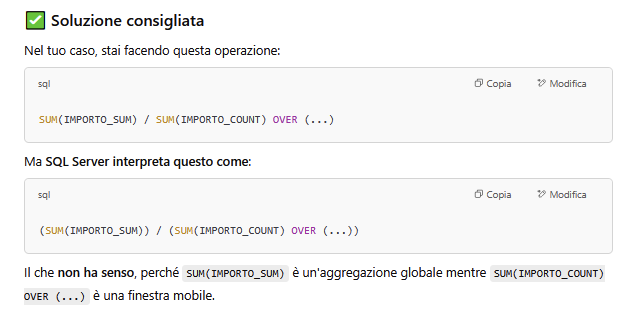 ✅ Soluzione consigliata
Nel tuo caso, stai facendo questa operazione:
sql Copia Modifica
SUM(IMPORTO_SUM) / SUM(IMPORTO_COUNT) OVER (...)
Ma SQL Server interpreta questo come:
sql Copia Modifica
(SUM(IMPORTO_SUM)) / (SUM(IMPORTO_COUNT) OVER (...))
Il che non ha senso, perché SUM(IMPORTO_SUM) è un'aggregazione globale mentre SUM(IMPORTO_COUNT)
OVER (...) è una finestra mobile.